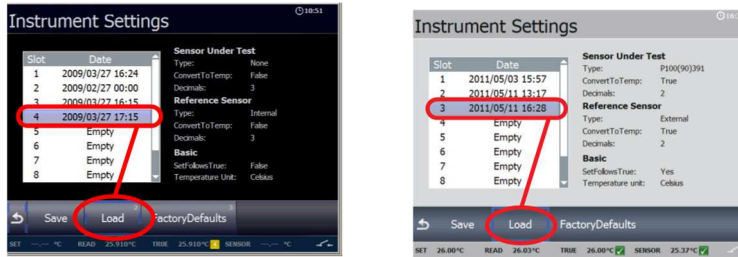 10:51
Instrument Settings
Slot Date
1 2009/03/27 16:24
2 2009/02/27 00:00
3 2009/03/27 16:15
4 2009/03/27 17:15
5 Empty
6 Empty
7 Empty
8 Empty
Sensor Under Test
Type: None
ConvertToTemp: False
Decimals: 3
Reference Sensor
Type: Internal
ConvertToTemp: False
Decimals: 3
Basic
SetFollowsTrue: False
Temperature Unit: Celsius
Save Load FactoryDefaults
SET --.-- °C READ 25.910°C TRUE 25.910°C 4 SENSOR --.-- °C
Instrument Settings
Slot Date
1 2011/05/03 15:57
2 2011/05/11 13:17
3 2011/05/11 16:28
4 Empty
5 Empty
6 Empty
7 Empty
8 Empty
Sensor Under Test
Type: P100(90)391
ConvertToTemp: True
Decimals: 2
Reference Sensor
Type: External
ConvertToTemp: True
Decimals: 2
Basic
SetFollowsTrue: Yes
Temperature unit: Celsius
Save Load FactoryDefaults
SET 26.00°C READ 26.03°C TRUE 26.00°C SENSOR 25.37°C